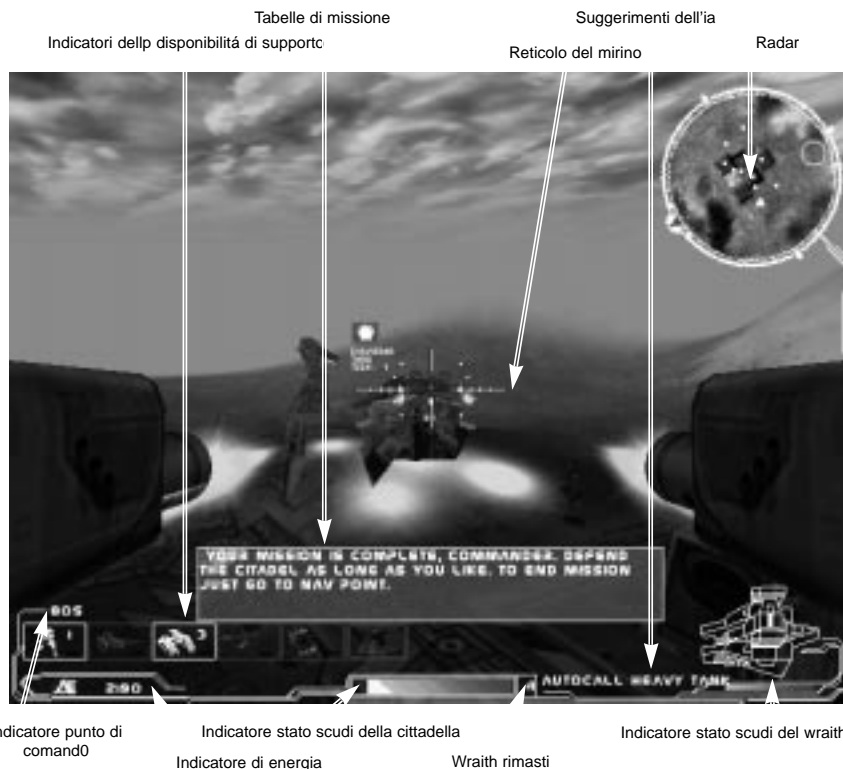 Tabelle di missione
Suggerimenti dell'ia
Indicatori dellp disponibilitá di supporto
Reticolo del mirino
Radar
YOUR MISSION IS COMPLETE, COMMANDER. DEFEND
THE CITADEL AS LONG AS YOU LIKE. TO END MISSION
JUST GO TO NAV POINT.
805
1
3
AUTOCALL HEAVY TANK
ndicatore punto di
comand0
Indicatore stato scudi della cittadella
Indicatore stato scudi del wraith
Indicatore di energia
Wraith rimasti